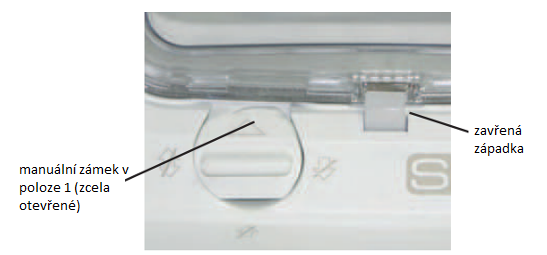 zavřená
západka
manuální zámek v
poloze 1 (zcela
otevřené)
S